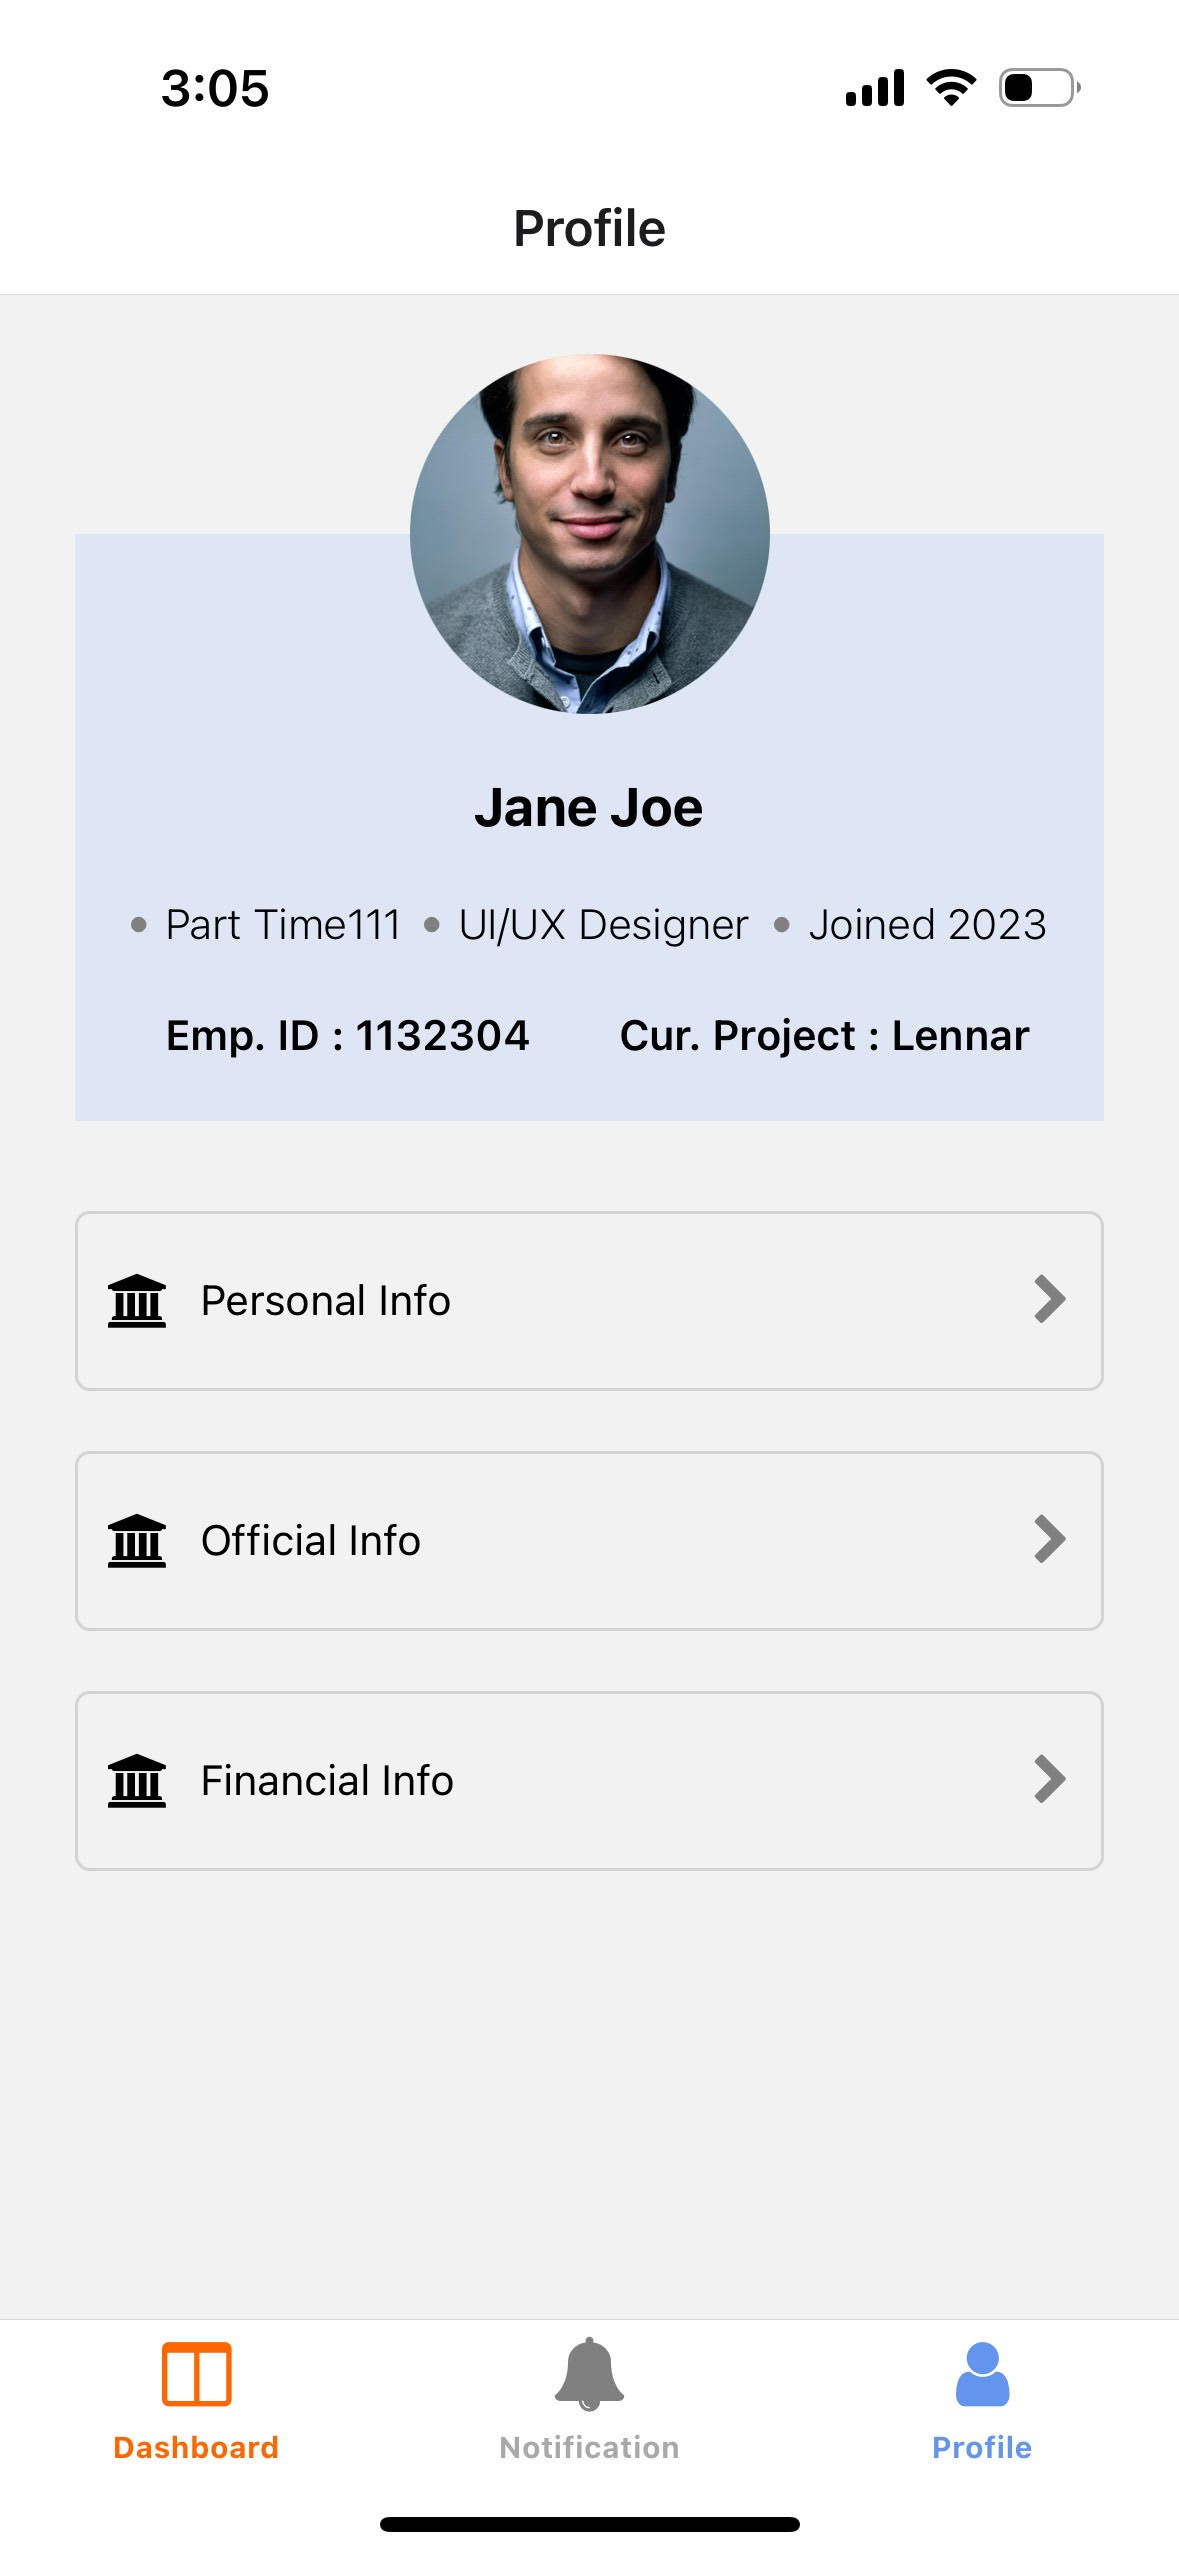 3:05
Profile
Jane Joe
• Part Time111 • UI/UX Designer • Joined 2023
Emp. ID : 1132304 Cur. Project : Lennar
Personal Info
Official Info
Financial Info
Dashboard Notification Profile